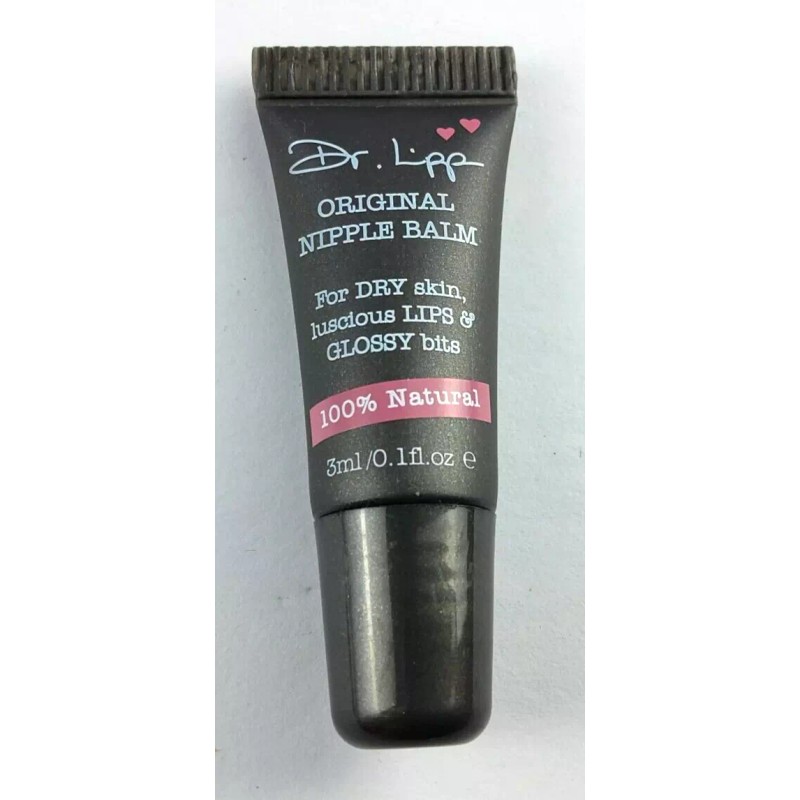 Dr. Lipp
ORIGINAL
NIPPLE BALM
For DRY skin,
luscious LIPS &
GLOSSY bits
100% Natural
3ml/0.1fl.oz ℮